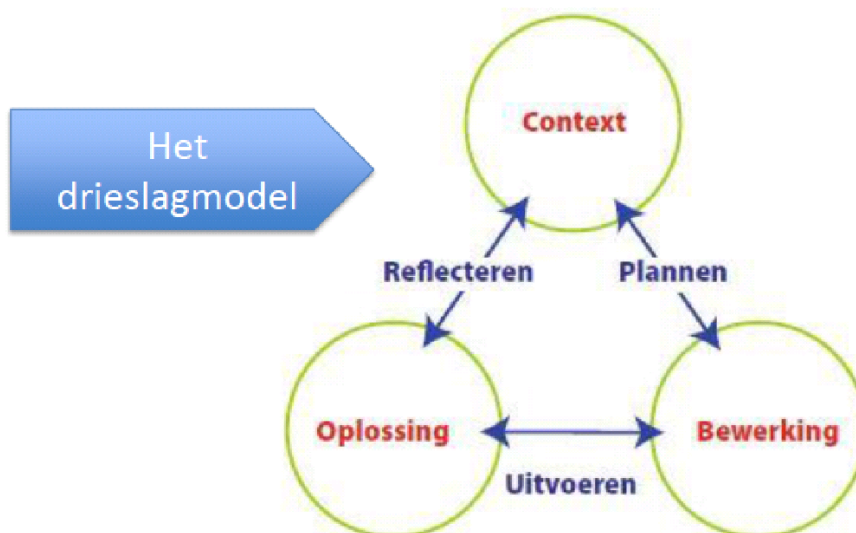 Het
drieslagmodel
Context
Reflecteren
Plannen
Oplossing
Bewerking
Uitvoeren